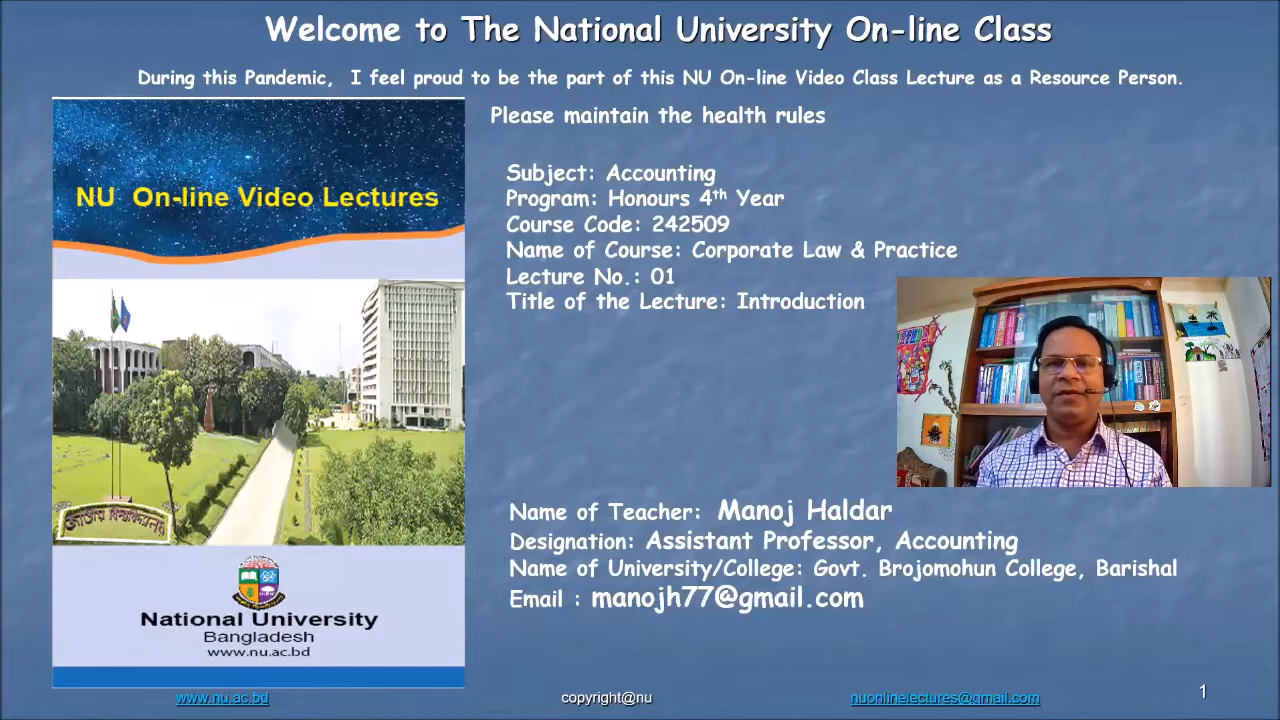 Welcome to The National University On-line Class
During this Pandemic, I feel proud to be the part of this NU On-line Video Class Lecture as a Resource Person.
Please maintain the health rules
NU On-line Video Lectures
Subject: Accounting
Program: Honours 4th Year
Course Code: 242509
Name of Course: Corporate Law & Practice
Lecture No.: 01
Title of the Lecture: Introduction
জাতীয় বিশ্ববিদ্যালয়
Name of Teacher: Manoj Haldar
Designation: Assistant Professor, Accounting
Name of University/College: Govt. Brojomohun College, Barishal
Email : manojh77@gmail.com
National University
Bangladesh
www.nu.ac.bd
www.nu.ac.bd
copyright@nu
nuonlinelectures@gmail.com
1